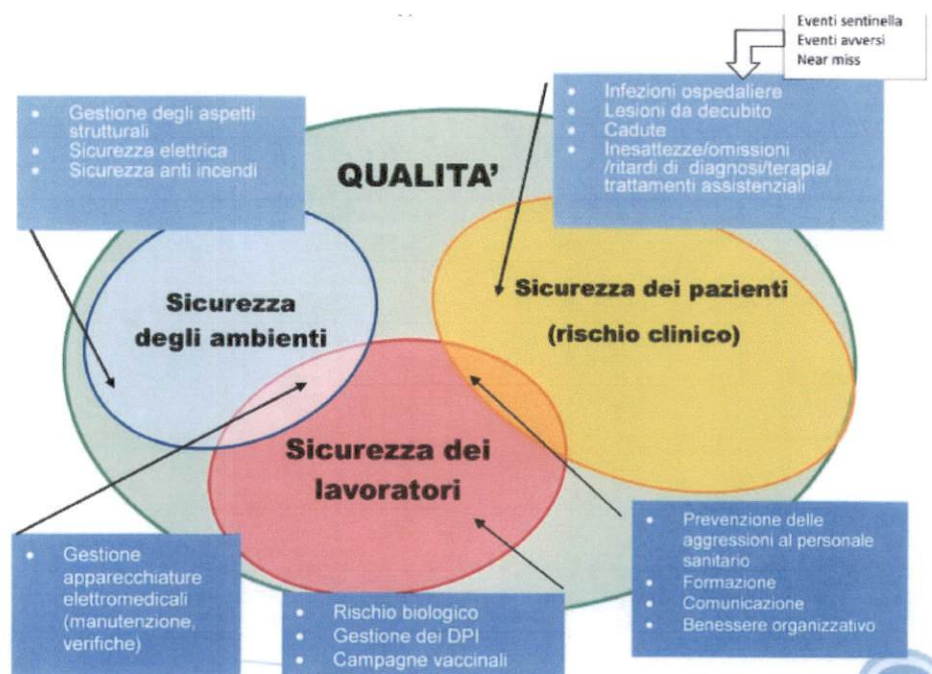 Eventi sentinella
Eventi avversi
Near miss
• Gestione degli aspetti
strutturali
• Sicurezza elettrica
• Sicurezza anti incendi
• Infezioni ospedaliere
• Lesioni da decubito
• Cadute
• Inesattezze/omissioni
/ritardi di diagnosi/terapia/
trattamenti assistenziali
QUALITA'
Sicurezza
degli ambienti
Sicurezza dei pazienti
(rischio clinico)
Sicurezza dei
lavoratori
• Gestione
apparecchiature
elettromedicali
(manutenzione,
verifiche)
• Rischio biologico
• Gestione dei DPI
• Campagne vaccinali
• Prevenzione delle
aggressioni al personale
sanitario
• Formazione
• Comunicazione
• Benessere organizzativo